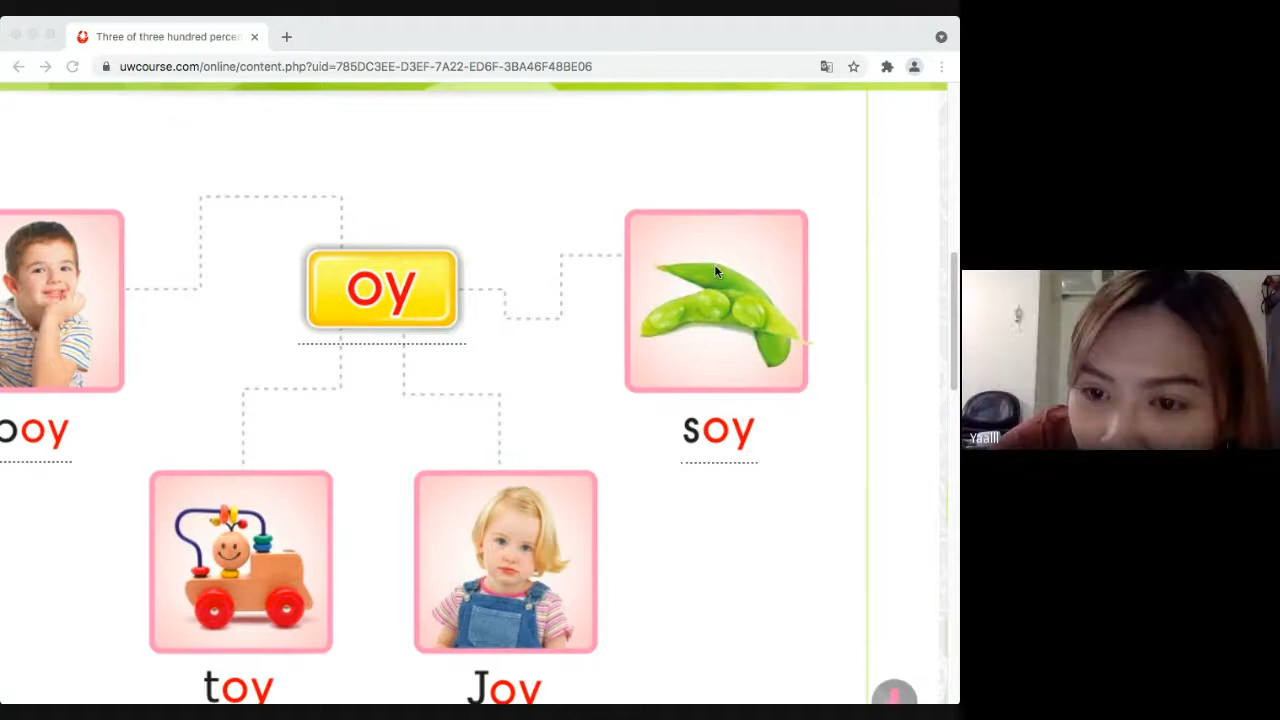 Three of three hundred percen
uwcourse.com/online/content.php?uid=785DC3EE-D3EF-7A22-ED6F-3BA46F48BE06
oy
oy
soy
Yaalll
toy
Joy